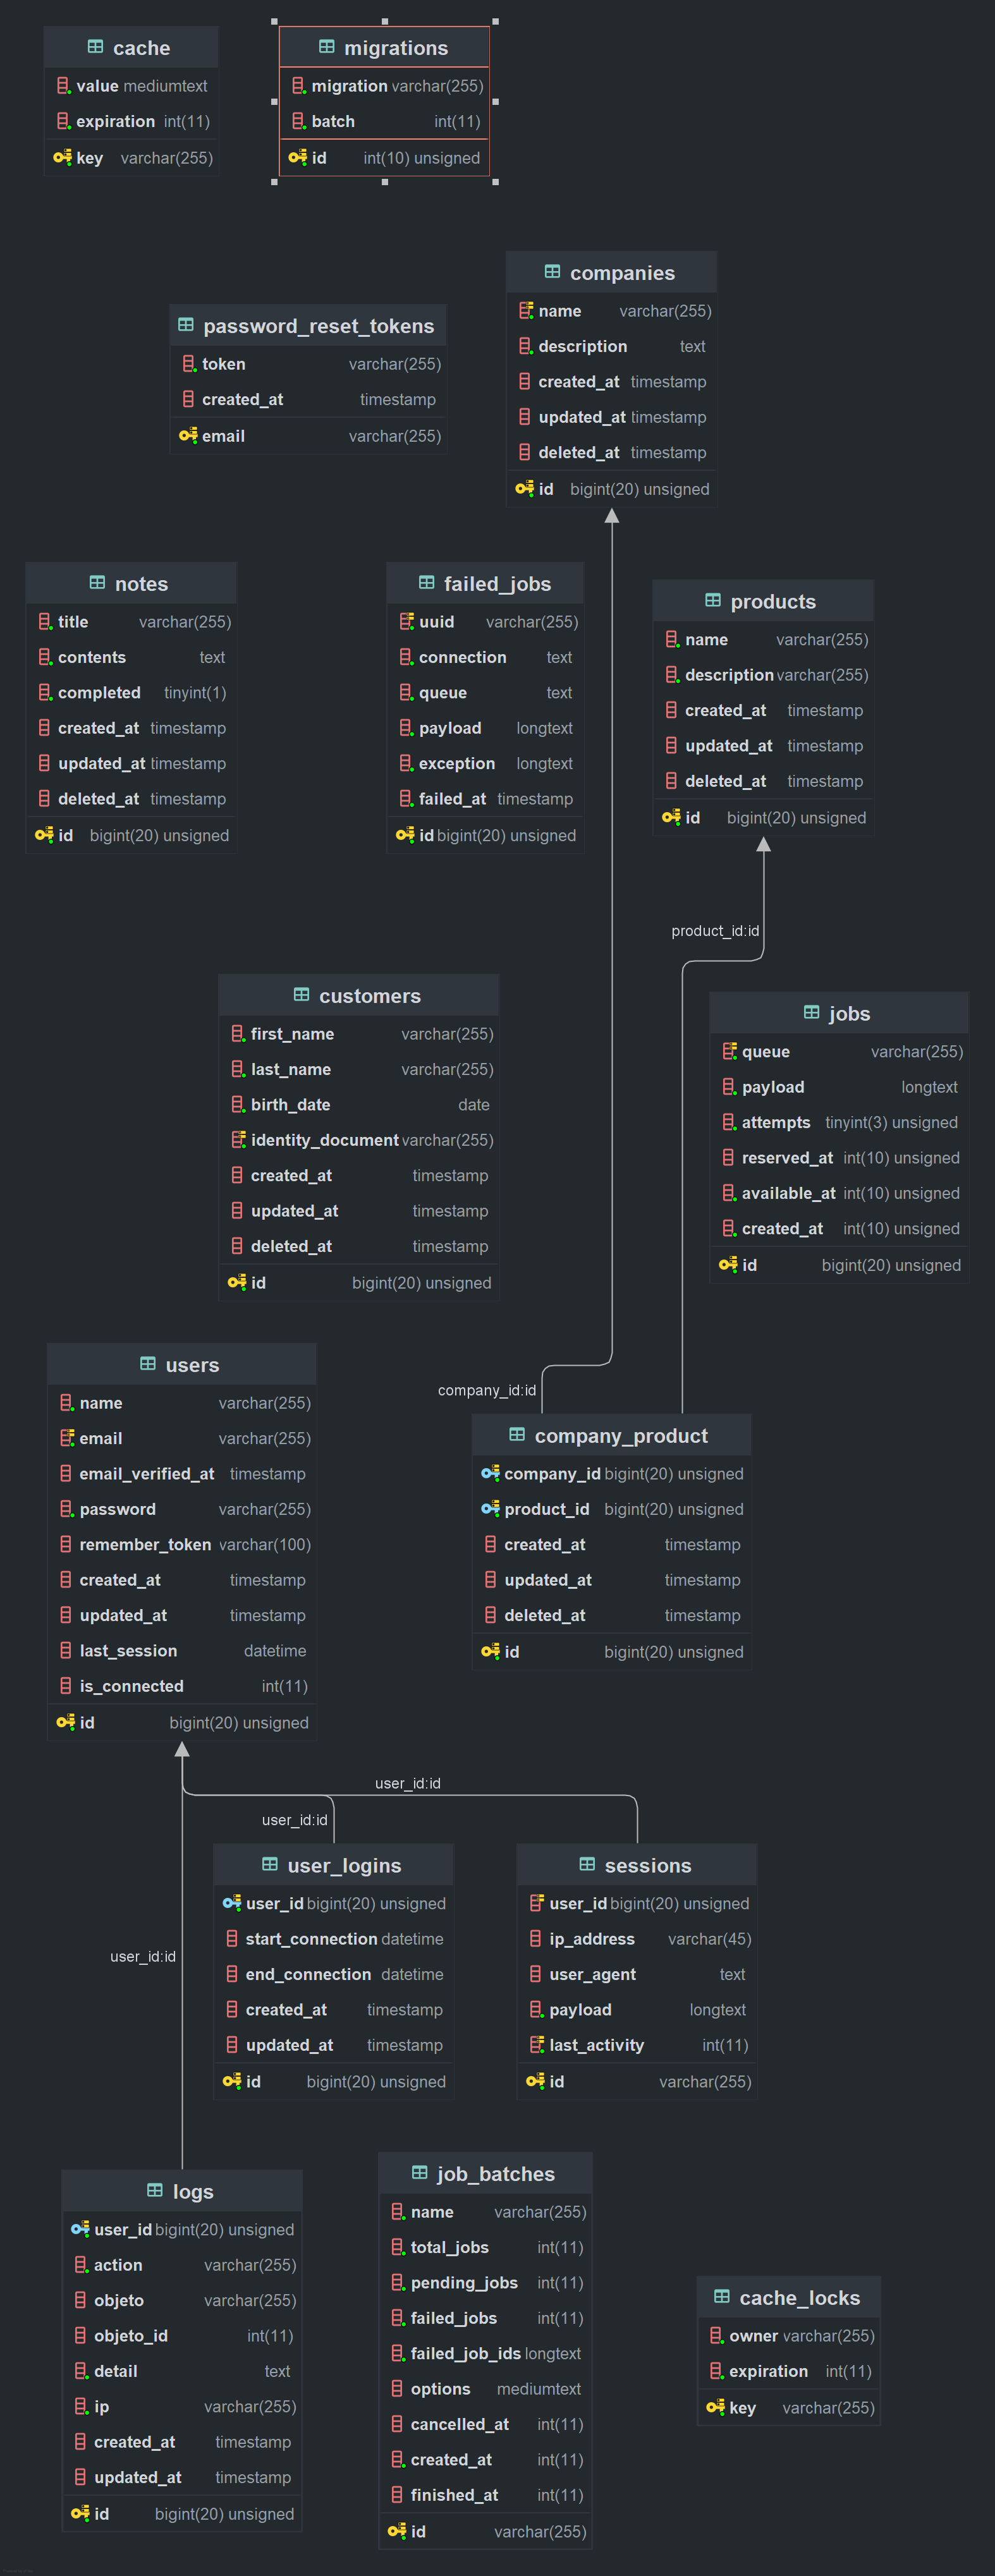 cache
value mediumtext
expiration int(11)
key varchar(255)
migrations
migration varchar(255)
batch int(11)
id int(10) unsigned
companies
name varchar(255)
description text
created_at timestamp
updated_at timestamp
deleted_at timestamp
id bigint(20) unsigned
password_reset_tokens
token varchar(255)
created_at timestamp
email varchar(255)
notes
title varchar(255)
contents text
completed tinyint(1)
created_at timestamp
updated_at timestamp
deleted_at timestamp
id bigint(20) unsigned
failed_jobs
uuid varchar(255)
connection text
queue text
payload longtext
exception longtext
failed_at timestamp
id bigint(20) unsigned
products
name varchar(255)
description varchar(255)
created_at timestamp
updated_at timestamp
deleted_at timestamp
id bigint(20) unsigned
product_id:id
customers
first_name varchar(255)
last_name varchar(255)
birth_date date
identity_document varchar(255)
created_at timestamp
updated_at timestamp
deleted_at timestamp
id bigint(20) unsigned
jobs
queue varchar(255)
payload longtext
attempts tinyint(3) unsigned
reserved_at int(10) unsigned
available_at int(10) unsigned
created_at int(10) unsigned
id bigint(20) unsigned
users
name varchar(255)
email varchar(255)
email_verified_at timestamp
password varchar(255)
remember_token varchar(100)
created_at timestamp
updated_at timestamp
last_session datetime
is_connected int(11)
id bigint(20) unsigned
company_id:id
company_product
company_id bigint(20) unsigned
product_id bigint(20) unsigned
created_at timestamp
updated_at timestamp
deleted_at timestamp
id bigint(20) unsigned
user_id:id
user_id:id
user_logins
user_id bigint(20) unsigned
start_connection datetime
end_connection datetime
created_at timestamp
updated_at timestamp
id bigint(20) unsigned
sessions
user_id bigint(20) unsigned
ip_address varchar(45)
user_agent text
payload longtext
last_activity int(11)
id varchar(255)
user_id:id
logs
user_id bigint(20) unsigned
action varchar(255)
objeto varchar(255)
objeto_id int(11)
detail text
ip varchar(255)
created_at timestamp
updated_at timestamp
id bigint(20) unsigned
job_batches
name varchar(255)
total_jobs int(11)
pending_jobs int(11)
failed_jobs int(11)
failed_job_ids longtext
options mediumtext
cancelled_at int(11)
created_at int(11)
finished_at int(11)
id varchar(255)
cache_locks
owner varchar(255)
expiration int(11)
key varchar(255)